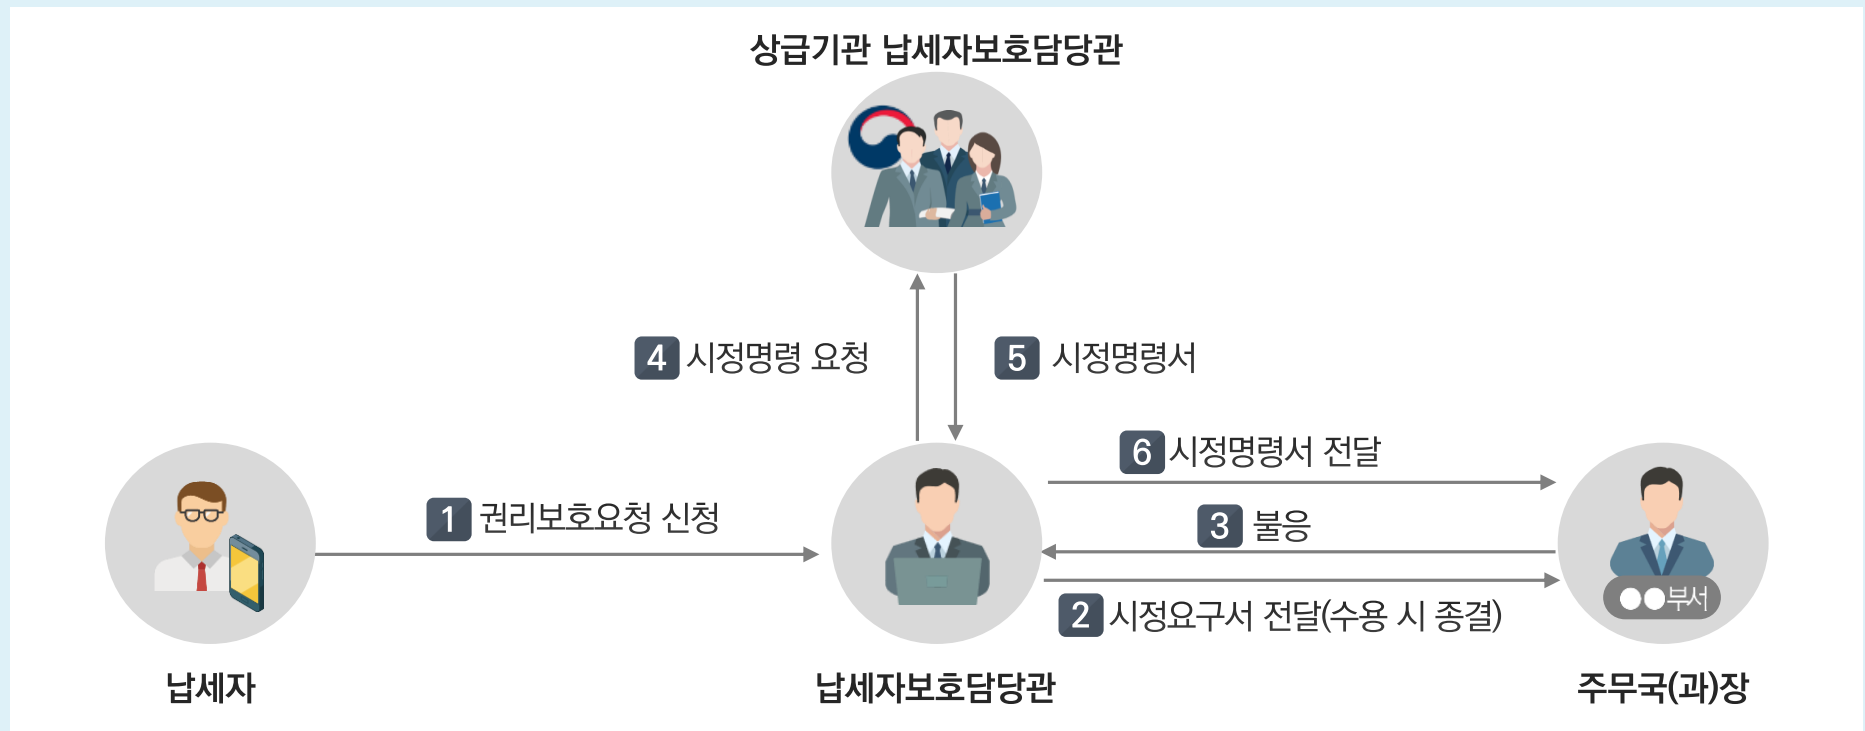 상급기관 납세자보호담당관
4 시정명령 요청
5 시정명령서
6 시정명령서 전달
1 권리보호요청 신청
3 불응
2 시정요구서 전달(수용 시 종결)
●●부서
납세자
납세자보호담당관
주무국(과)장